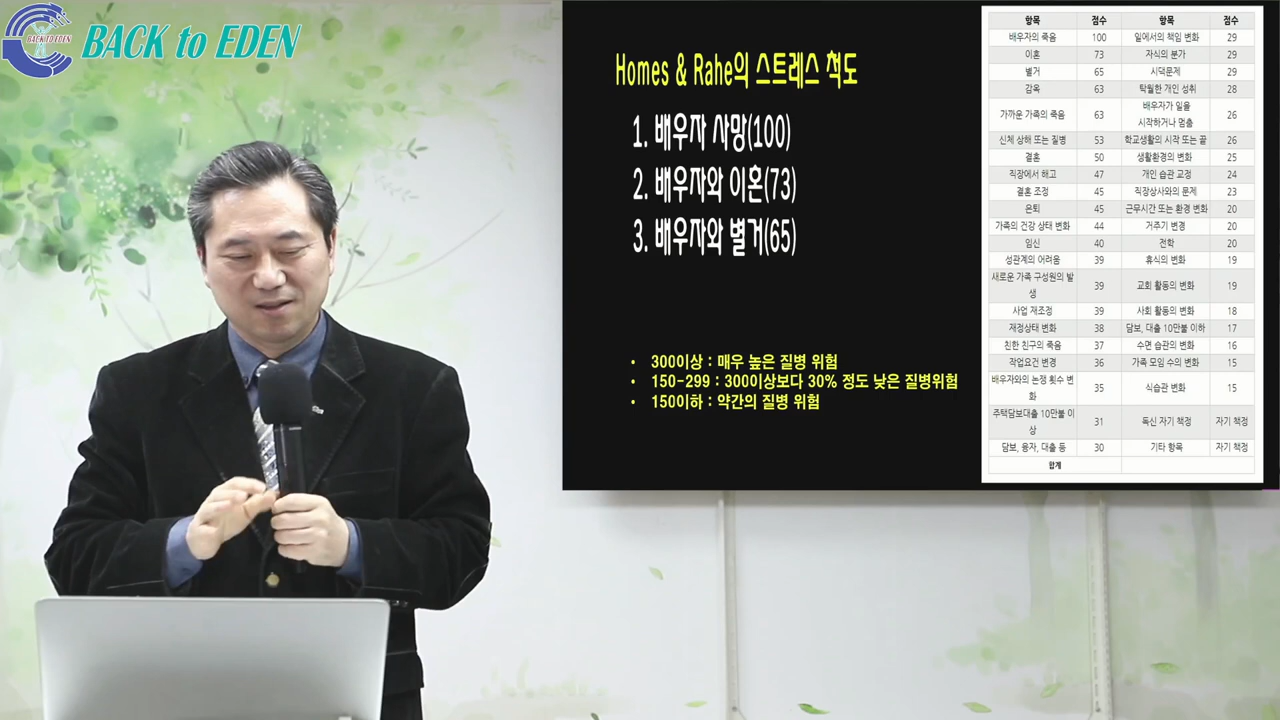 BACK TO EDEN
BACK to EDEN
Homes & Rahe의 스트레스 척도
1. 배우자 사망(100)
2. 배우자와 이혼(73)
3. 배우자와 별거(65)
• 300이상 : 매우 높은 질병 위험
• 150-299 : 300이상보다 30% 정도 낮은 질병위험
• 150이하 : 약간의 질병 위험
항목 점수 항목 점수
배우자의 죽음 100 일에서의 책임 변화 29
이혼 73 자식의 분가 29
별거 65 시댁문제 29
감옥 63 탁월한 개인 성취 28
가까운 가족의 죽음 63 배우자가 일을
시작하거나 멈춤 26
신체 상해 또는 질병 53 학교생활의 시작 또는 끝 26
결혼 50 생활환경의 변화 25
직장에서 해고 47 개인 습관 교정 24
결혼 조정 45 직장상사와의 문제 23
은퇴 45 근무시간 또는 환경 변화 20
가족의 건강 상태 변화 44 거주기 변경 20
임신 40 전학 20
성관계의 어려움 39 휴식의 변화 19
새로운 가족 구성원의 발
생 39 교회 활동의 변화 19
사업 재조정 39 사회 활동의 변화 18
재정상태 변화 38 담보, 대출 10만불 이하 17
친한 친구의 죽음 37 수면 습관의 변화 16
작업요건 변경 36 가족 모임 수의 변화 15
배우자와의 논쟁 횟수 변
화 35 식습관 변화 15
주택담보대출 10만불 이
상 31 독신 자기 책정 자기 책정
담보, 융자, 대출 등 30 기타 항목 자기 책정
합계